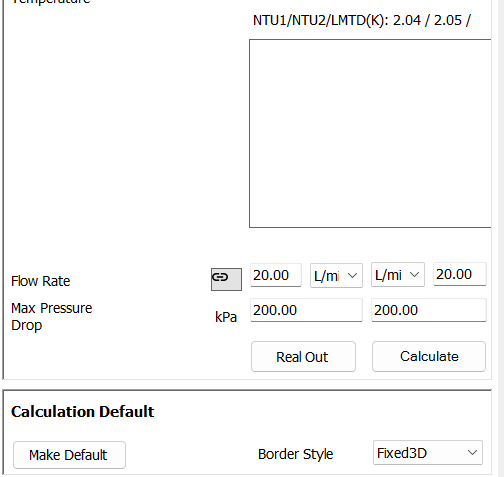 Temperature
NTU1/NTU2/LMTD(K): 2.04 / 2.05 /
Flow Rate 20.00 L/mi L/mi 20.00
Max Pressure
Drop
kPa 200.00 200.00
Real Out Calculate
Calculation Default
Make Default Border Style Fixed3D